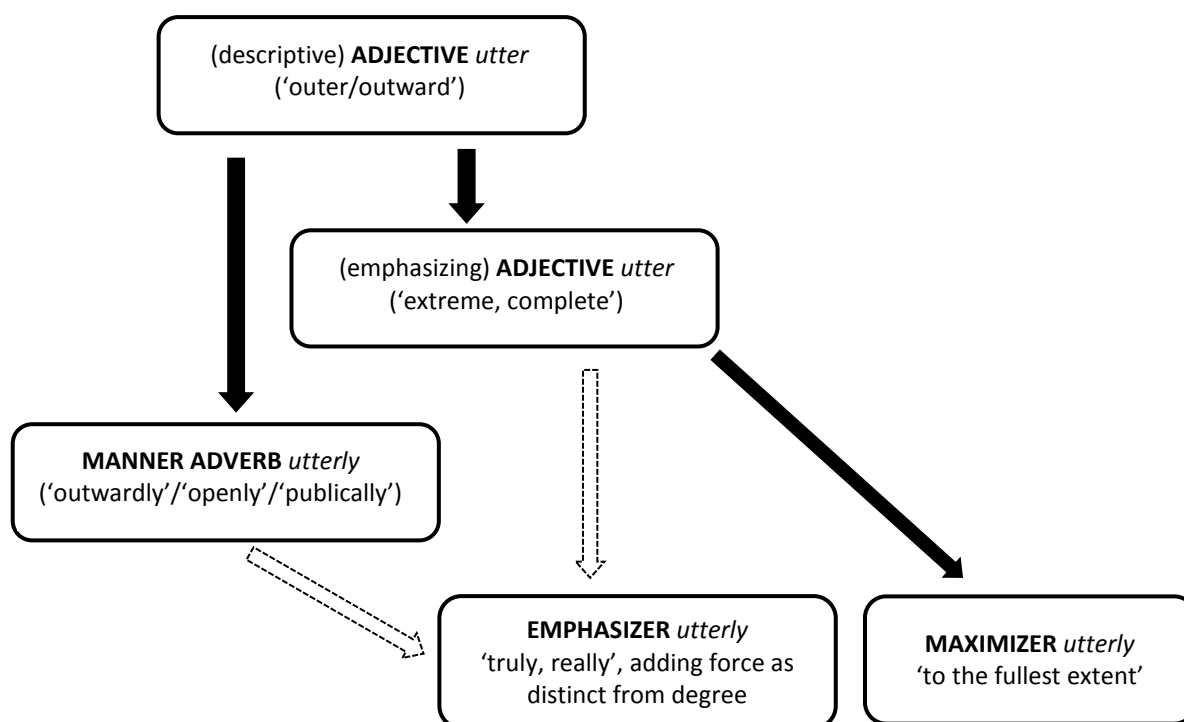 (descriptive) ADJECTIVE utter
(‘outer/outward’)
(emphasizing) ADJECTIVE utter
(‘extreme, complete’)
MANNER ADVERB utterly
(‘outwardly’/‘openly’/‘publically’)
EMPHASIZER utterly
‘truly, really’, adding force as
distinct from degree
MAXIMIZER utterly
‘to the fullest extent’